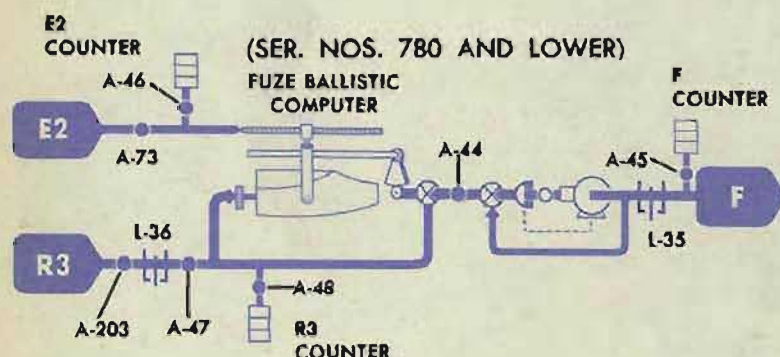 E2
COUNTER
(SER. NOS. 780 AND LOWER)
A-46
FUZE BALLISTIC
COMPUTER
F
COUNTER
E2
A-73
A-44
A-45
F
L-36
L-35
R3
A-203
A-47
A-48
R3
COUNTER